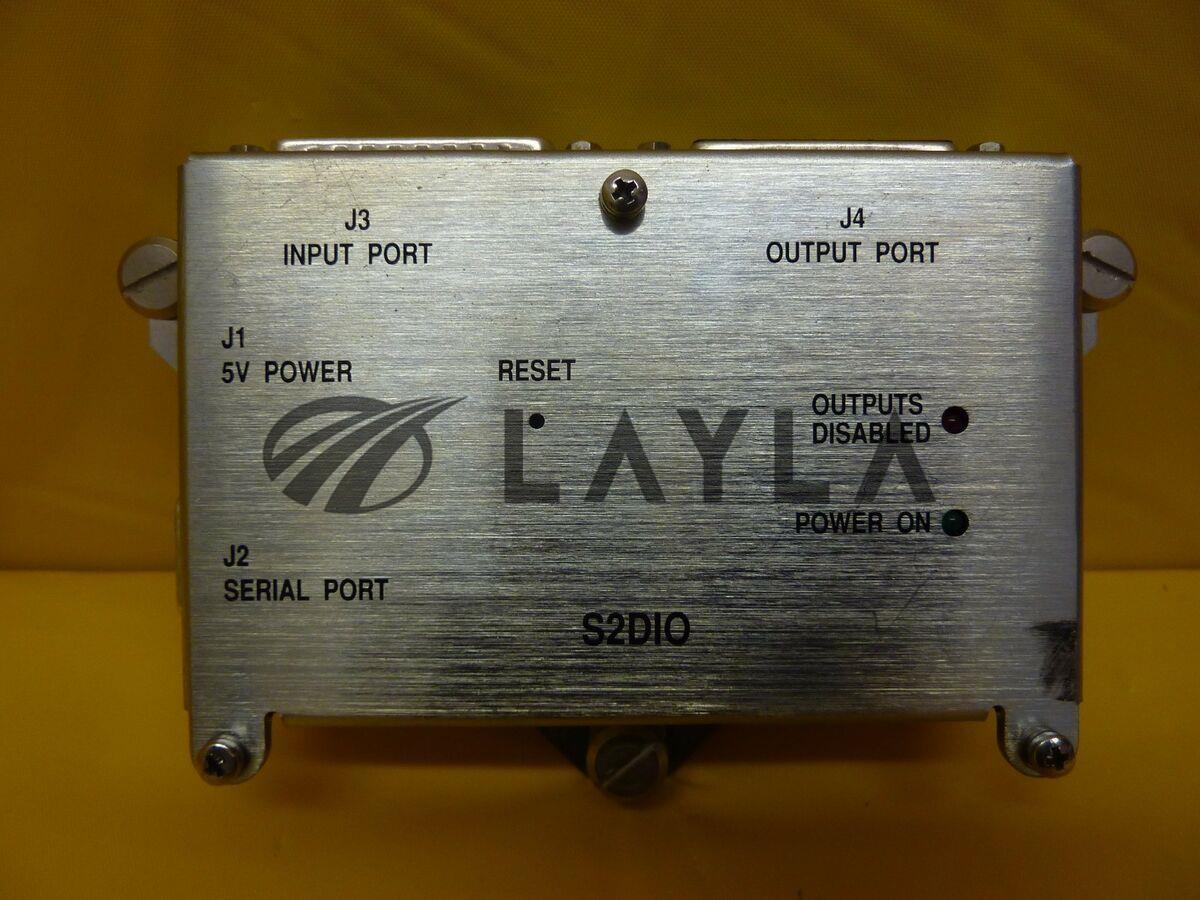 J3
INPUT PORT
J4
OUTPUT PORT
J1
5V POWER
RESET
OUTPUTS
DISABLED
LAYLA
POWER ON
J2
SERIAL PORT
S2DIO